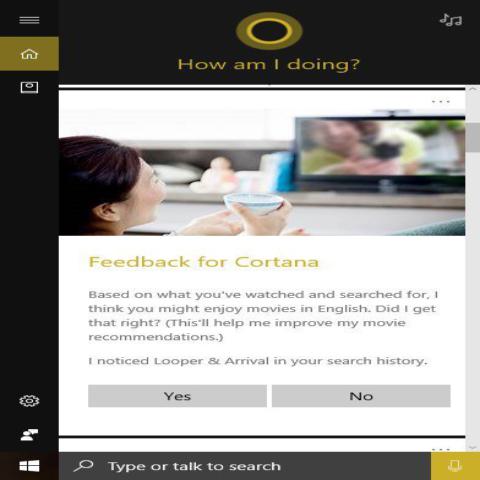 How am I doing?
Feedback for Cortana
Based on what you've watched and searched for, I
think you might enjoy movies in English. Did I get
that right? (This'll help me improve my movie
recommendations.)
I noticed Looper & Arrival in your search history.
Yes No
Type or talk to search